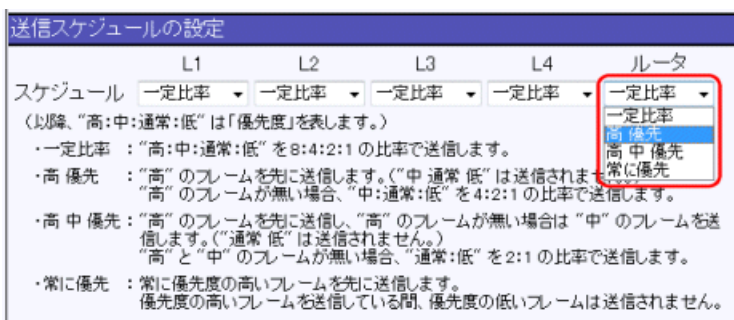 送信スケジュールの設定
L1 L2 L3 L4 ルータ
スケジュール 一定比率 一定比率 一定比率 一定比率 一定比率
一定比率
高 優先
高 中 優先
常に優先
（以降、“高:中:通常:低” は「優先度」を表します。）
・一定比率 ：“高:中:通常:低” を8:4:2:1 の比率で送信します。
・高 優先 ：“高” のフレームを先に送信します。(“中 通常 低” は送信されま
“高” のフレームが無い場合、“中:通常:低” を4:2:1 の比率で送信します。
・高 中 優先：“高” のフレームを先に送信し、“高” のフレームが無い場合は “中” のフレームを送
信します。(“通常 低” は送信されません。)
“高” と “中” のフレームが無い場合、“通常:低” を2:1 の比率で送信します。
・常に優先 ：常に優先度の高いフレームを先に送信します。
優先度の高いフレームを送信している間、優先度の低いフレームは送信されません。